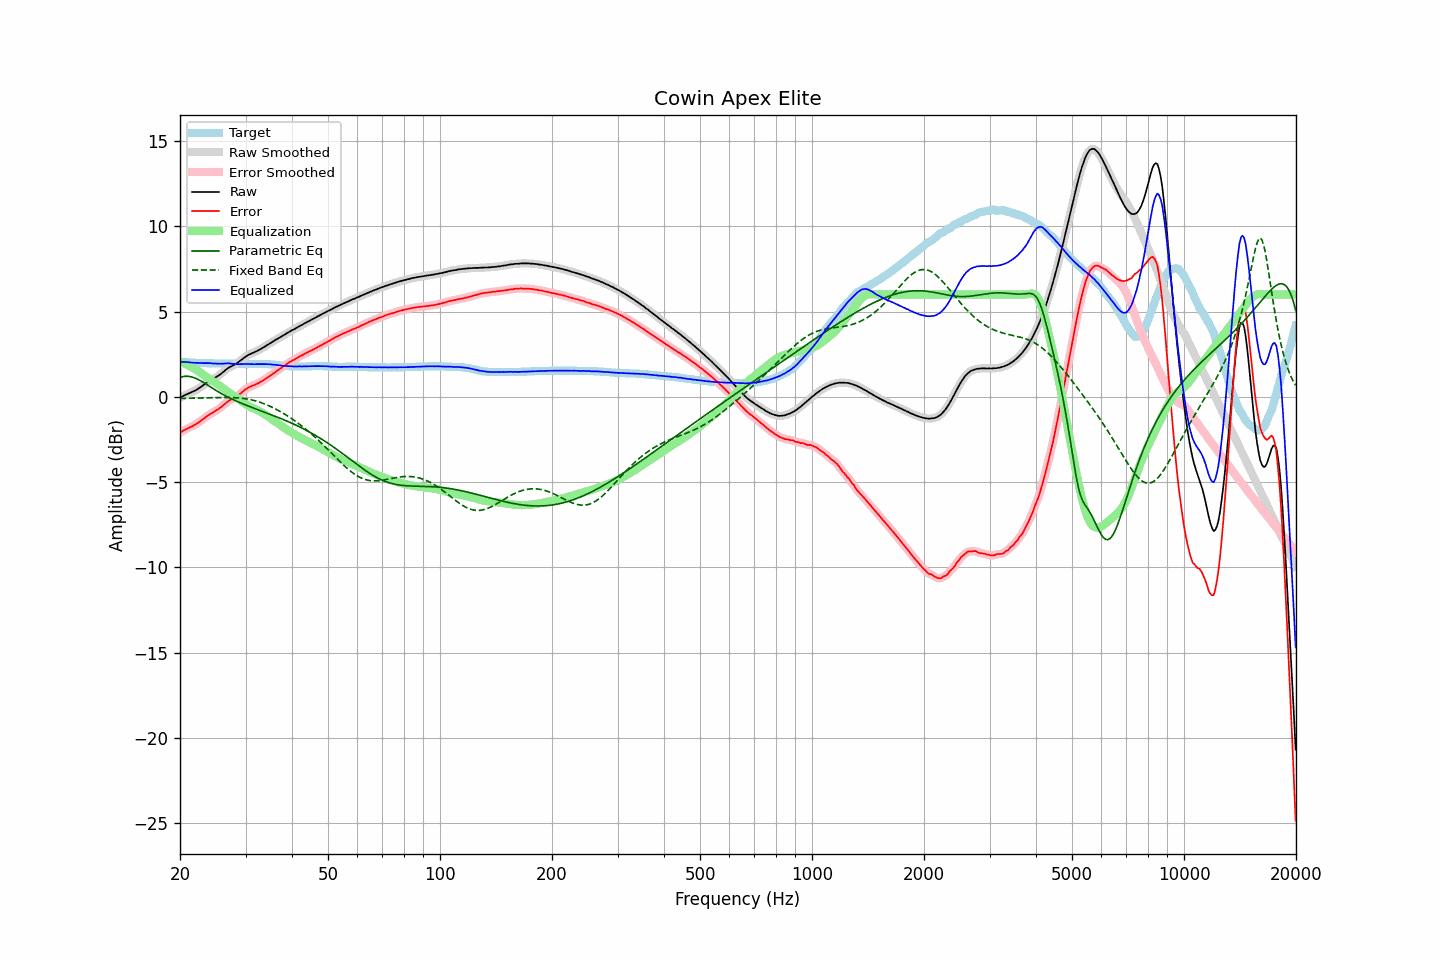 Cowin Apex Elite
Target
Raw Smoothed
Error Smoothed
Raw
Error
Equalization
Parametric Eq
Fixed Band Eq
Equalized
15
10
5
0
−5
−10
−15
−20
−25
Amplitude (dBr)
20 50 100 200 500 1000 2000 5000 10000 20000
Frequency (Hz)